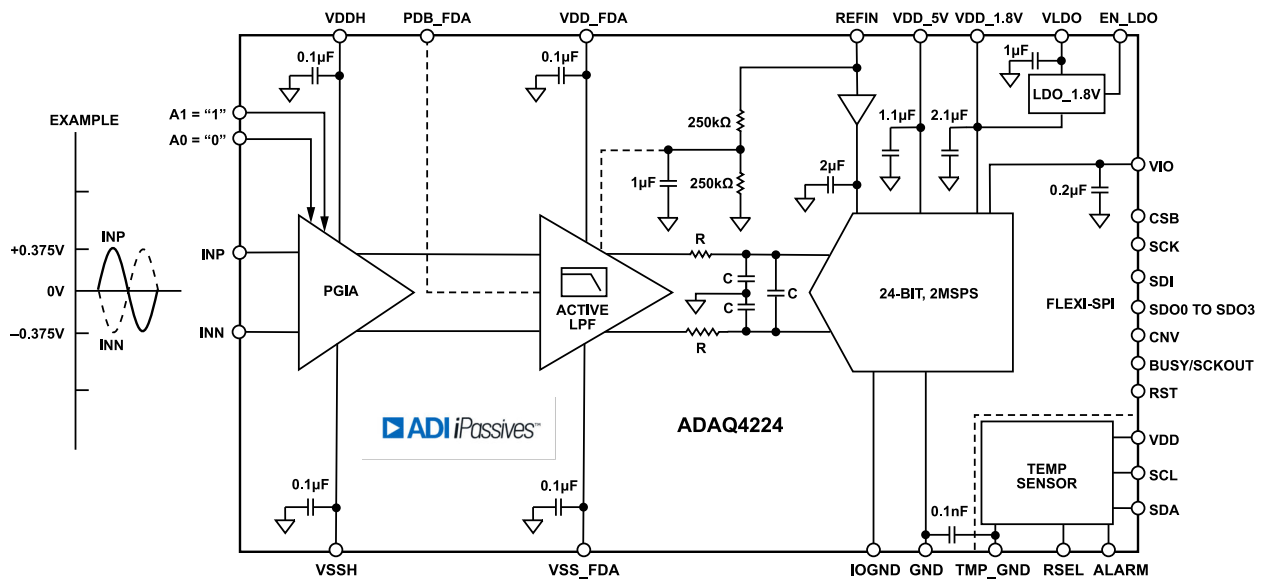 VDDH
PDB_FDA
VDD_FDA
REFIN
VDD_5V
VDD_1.8V
VLDO
EN_LDO
0.1µF
0.1µF
1µF
LDO_1.8V
A1 = “1”
A0 = “0”
EXAMPLE
250kΩ
1.1µF
2.1µF
2µF
1µF
250kΩ
0.2µF
VIO
CSB
SCK
SDI
SDO0 TO SDO3
CNV
BUSY/SCKOUT
RST
FLEXI-SPI
+0.375V
0V
–0.375V
INP
INN
INP
INN
PGIA
ACTIVE
LPF
R
C
C
C
R
24-BIT, 2MSPS
ADI iPassives™
ADAQ4224
TEMP
SENSOR
VDD
SCL
SDA
0.1µF
0.1µF
0.1nF
VSSH
VSS_FDA
IOGND
GND
TMP_GND
RSEL
ALARM